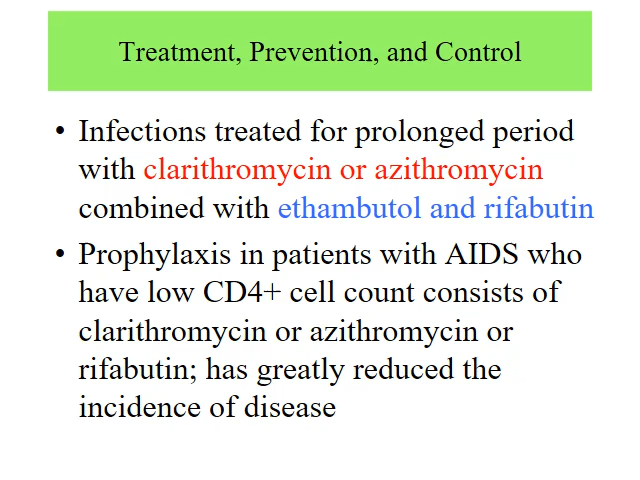 Treatment, Prevention, and Control
• Infections treated for prolonged period
with clarithromycin or azithromycin
combined with ethambutol and rifabutin
• Prophylaxis in patients with AIDS who
have low CD4+ cell count consists of
clarithromycin or azithromycin or
rifabutin; has greatly reduced the
incidence of disease